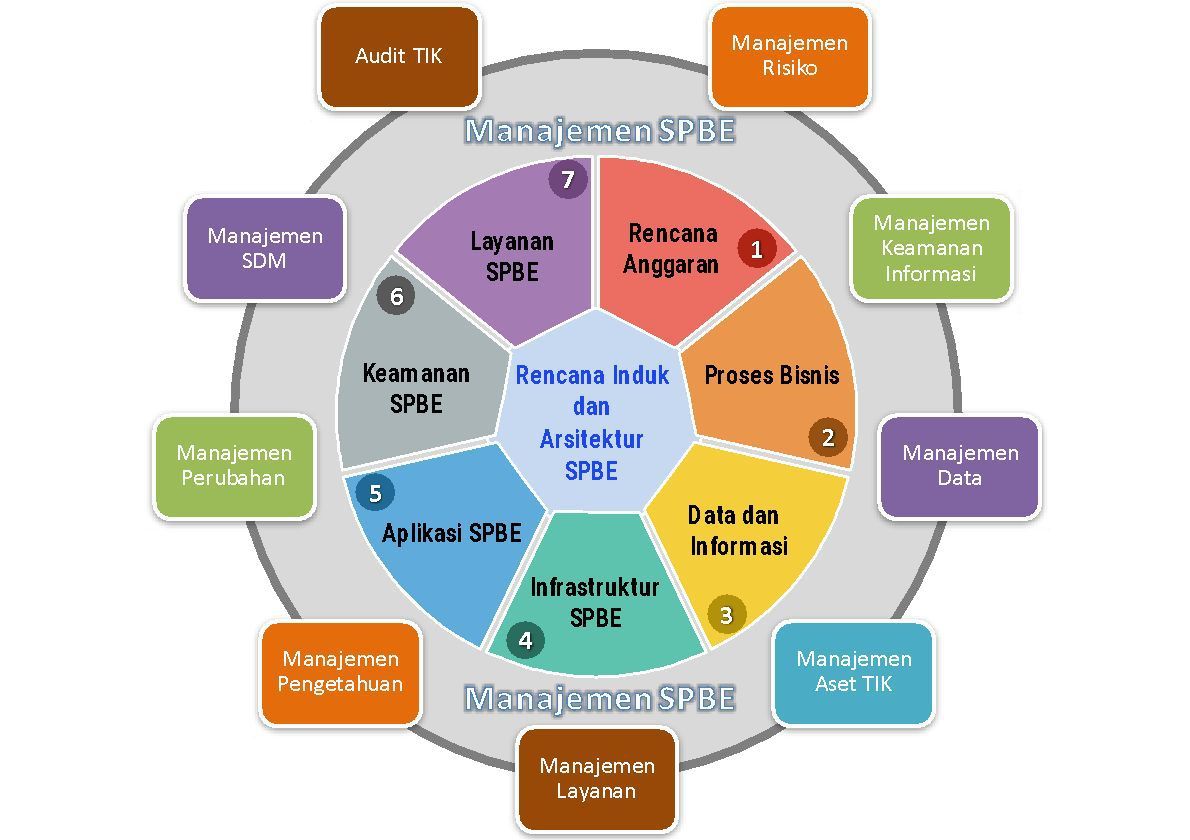 Audit TIK
Manajemen
Risiko
Manajemen SPBE
Manajemen
SDM
Manajemen
Keamanan
Informasi
7
Layanan
SPBE
Rencana
Anggaran
1
6
Keamanan
SPBE
Rencana Induk
dan
Arsitektur
SPBE
Proses Bisnis
2
Manajemen
Perubahan
Manajemen
Data
5
Aplikasi SPBE
Data dan
Informasi
3
Infrastruktur
SPBE
4
Manajemen
Pengetahuan
Manajemen
Aset TIK
Manajemen SPBE
Manajemen
Layanan